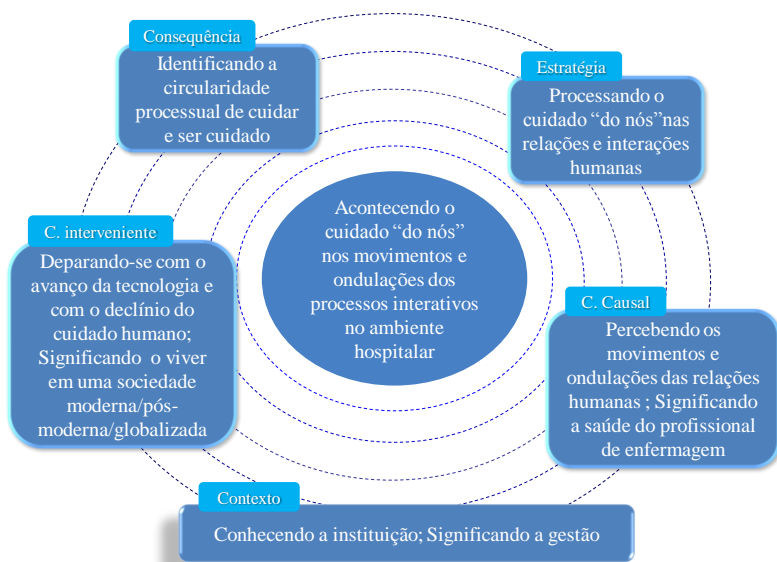 Consequência
Identificando a
circularidade
processual de cuidar
e ser cuidado
Estratégia
Processando o
cuidado “do nós”nas
relações e interações
humanas
Acontecendo o
cuidado “do nós”
nos movimentos e
ondulações dos
processos interativos
no ambiente
hospitalar
C. interveniente
Deparando-se com o
avanço da tecnologia e
com o declínio do
cuidado humano;
Significando o viver
em uma sociedade
moderna/pós-
moderna/globalizada
C. Causal
Percebendo os
movimentos e
ondulações das relações
humanas ; Significando
a saúde do profissional
de enfermagem
Contexto
Conhecendo a instituição; Significando a gestão